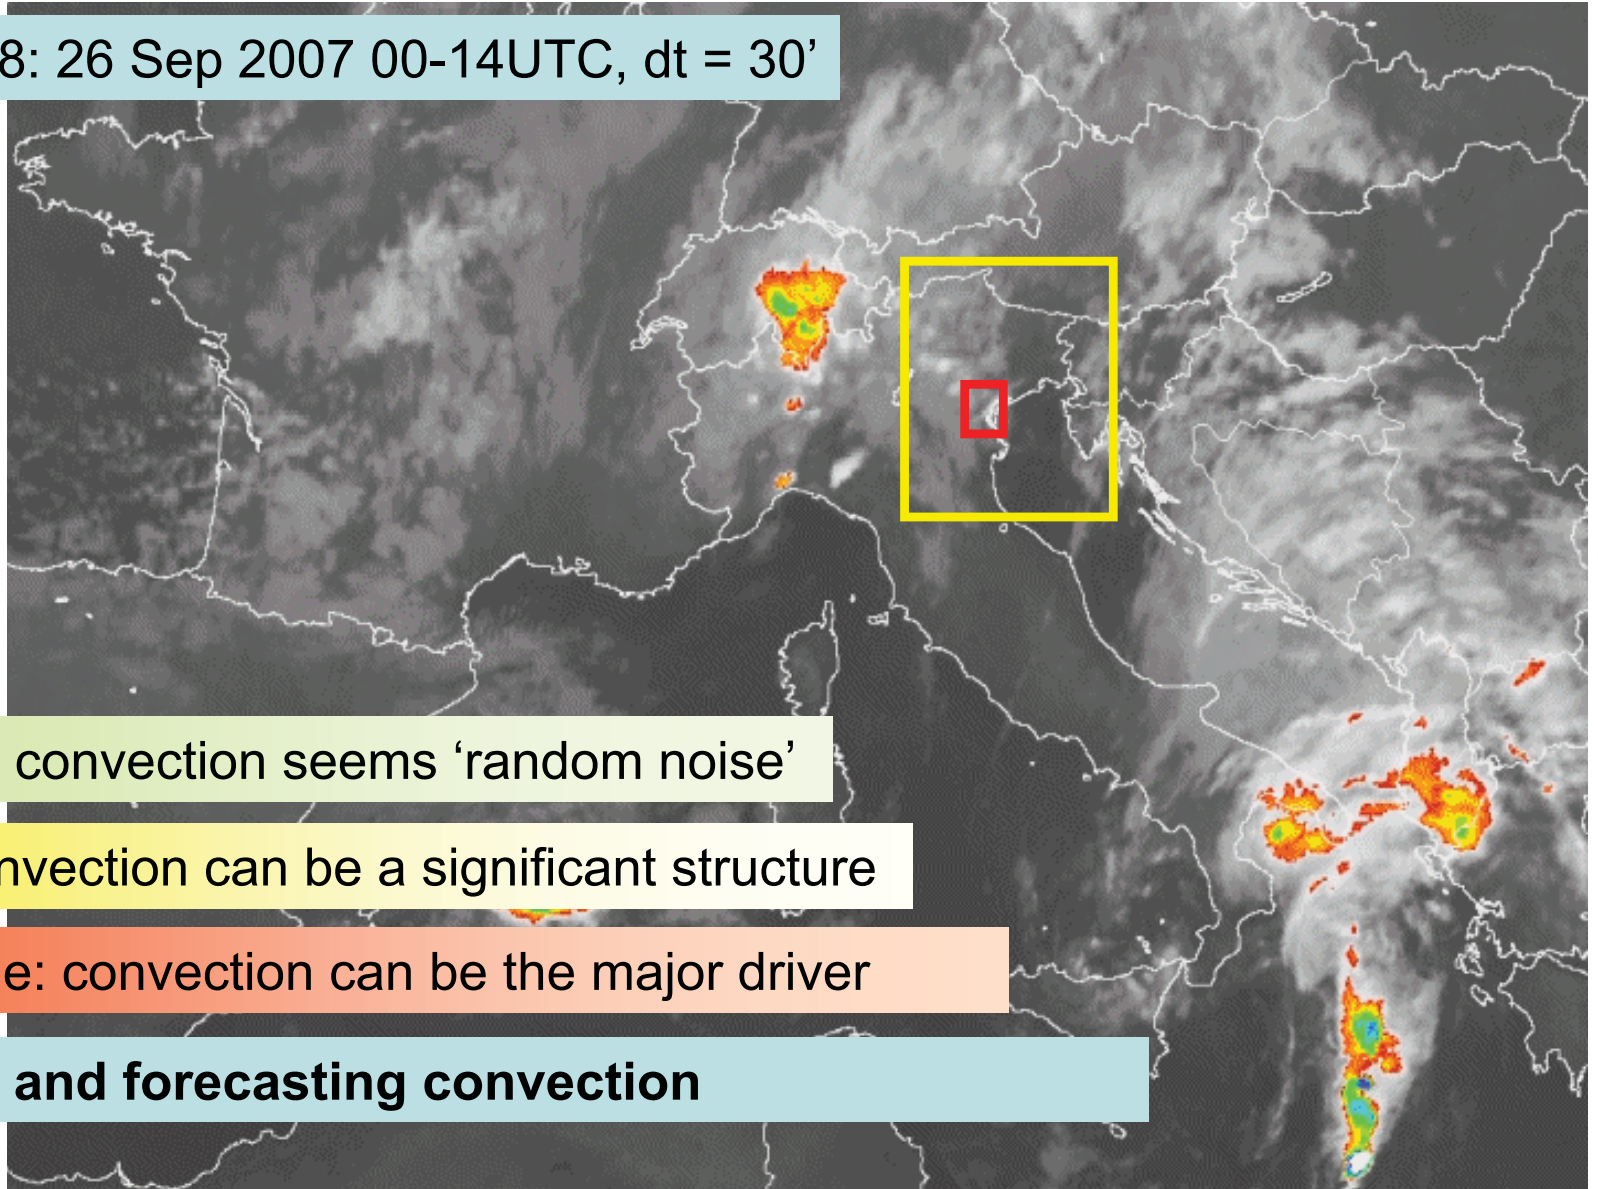 8: 26 Sep 2007 00-14UTC, dt = 30’
convection seems ‘random noise’
nvection can be a significant structure
e: convection can be the major driver
and forecasting convection